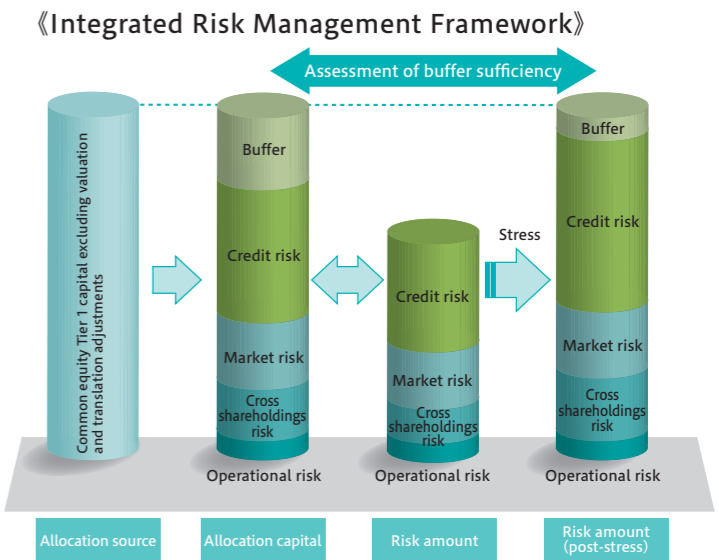 《Integrated Risk Management Framework》
Assessment of buffer sufficiency
Common equity Tier 1 capital excluding valuation
and translation adjustments
Buffer
Credit risk
Market risk
Cross
shareholdings
risk
Operational risk
Credit risk
Market risk
Cross
shareholdings
risk
Operational risk
Stress
Buffer
Credit risk
Market risk
Cross
shareholdings
risk
Operational risk
Allocation source
Allocation capital
Risk amount
Risk amount
(post-stress)